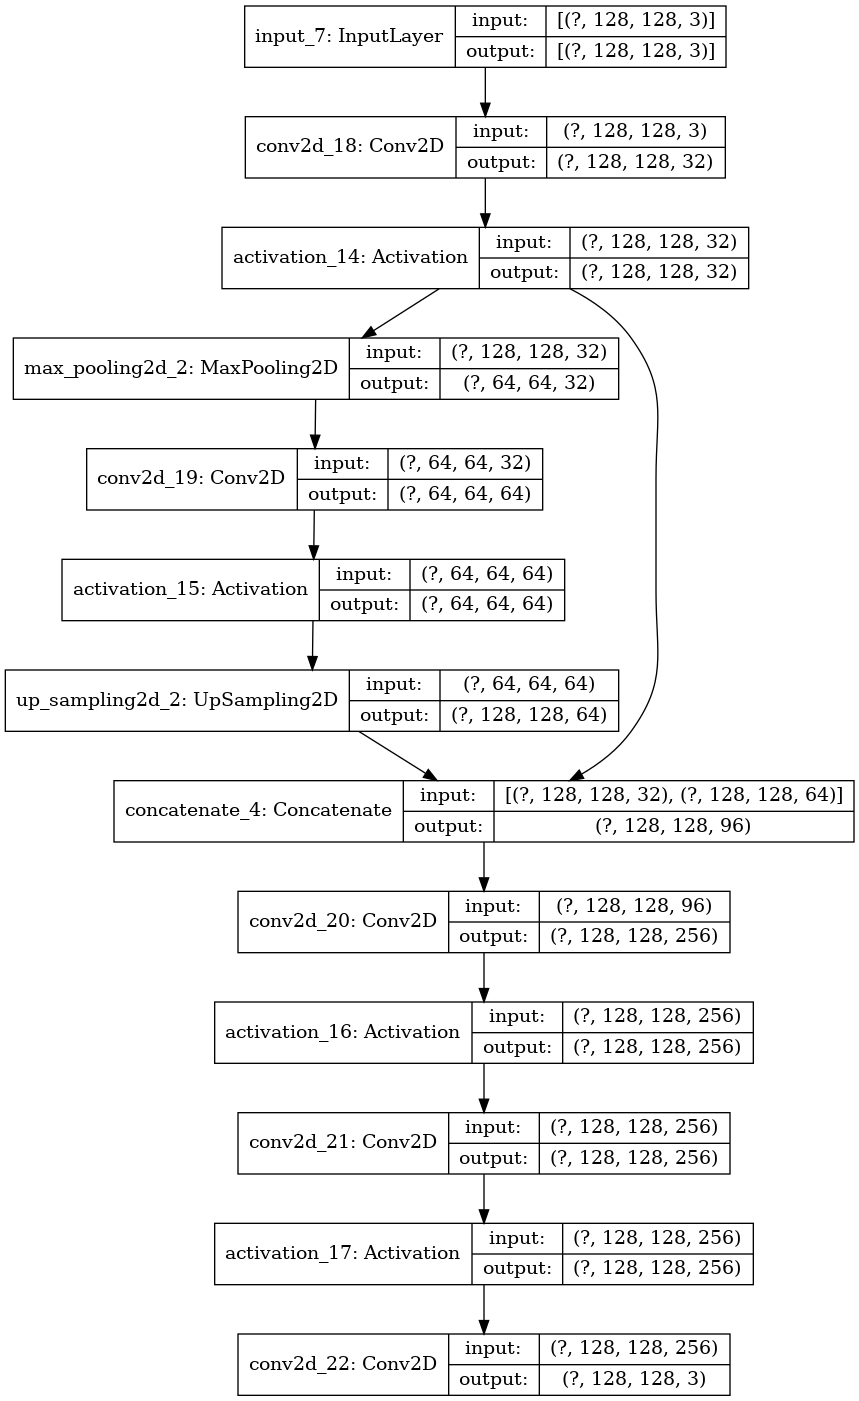 input_7: InputLayer
input: [(?, 128, 128, 3)]
output: [(?, 128, 128, 3)]
conv2d_18: Conv2D
input: (?, 128, 128, 3)
output: (?, 128, 128, 32)
activation_14: Activation
input: (?, 128, 128, 32)
output: (?, 128, 128, 32)
max_pooling2d_2: MaxPooling2D
input: (?, 128, 128, 32)
output: (?, 64, 64, 32)
conv2d_19: Conv2D
input: (?, 64, 64, 32)
output: (?, 64, 64, 64)
activation_15: Activation
input: (?, 64, 64, 64)
output: (?, 64, 64, 64)
up_sampling2d_2: UpSampling2D
input: (?, 64, 64, 64)
output: (?, 128, 128, 64)
concatenate_4: Concatenate
input: [(?, 128, 128, 32), (?, 128, 128, 64)]
output: (?, 128, 128, 96)
conv2d_20: Conv2D
input: (?, 128, 128, 96)
output: (?, 128, 128, 256)
activation_16: Activation
input: (?, 128, 128, 256)
output: (?, 128, 128, 256)
conv2d_21: Conv2D
input: (?, 128, 128, 256)
output: (?, 128, 128, 256)
activation_17: Activation
input: (?, 128, 128, 256)
output: (?, 128, 128, 256)
conv2d_22: Conv2D
input: (?, 128, 128, 256)
output: (?, 128, 128, 3)